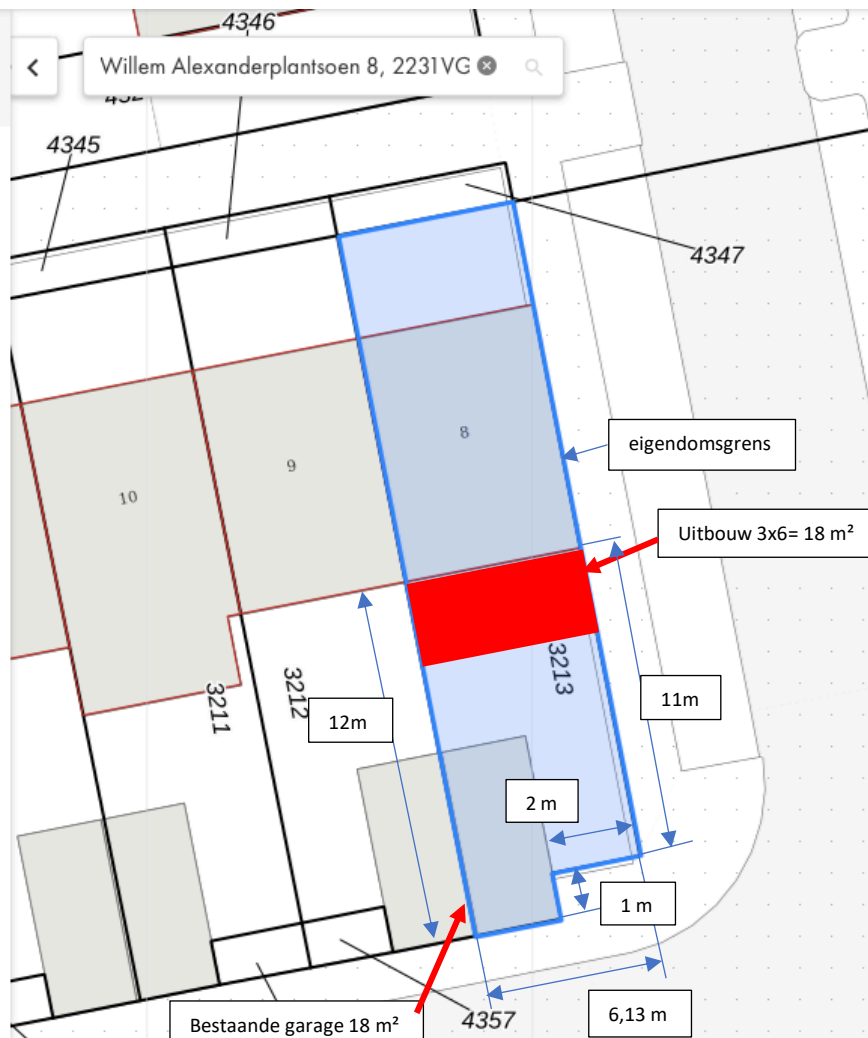 4346
Willem Alexanderplantsoen 8, 2231VG
4345
4347
8
eigendomsgrens
9
10
Uitbouw 3x6= 18 m²
3213
3212
3211
11m
12m
2 m
1 m
6,13 m
Bestaande garage 18 m²
4357